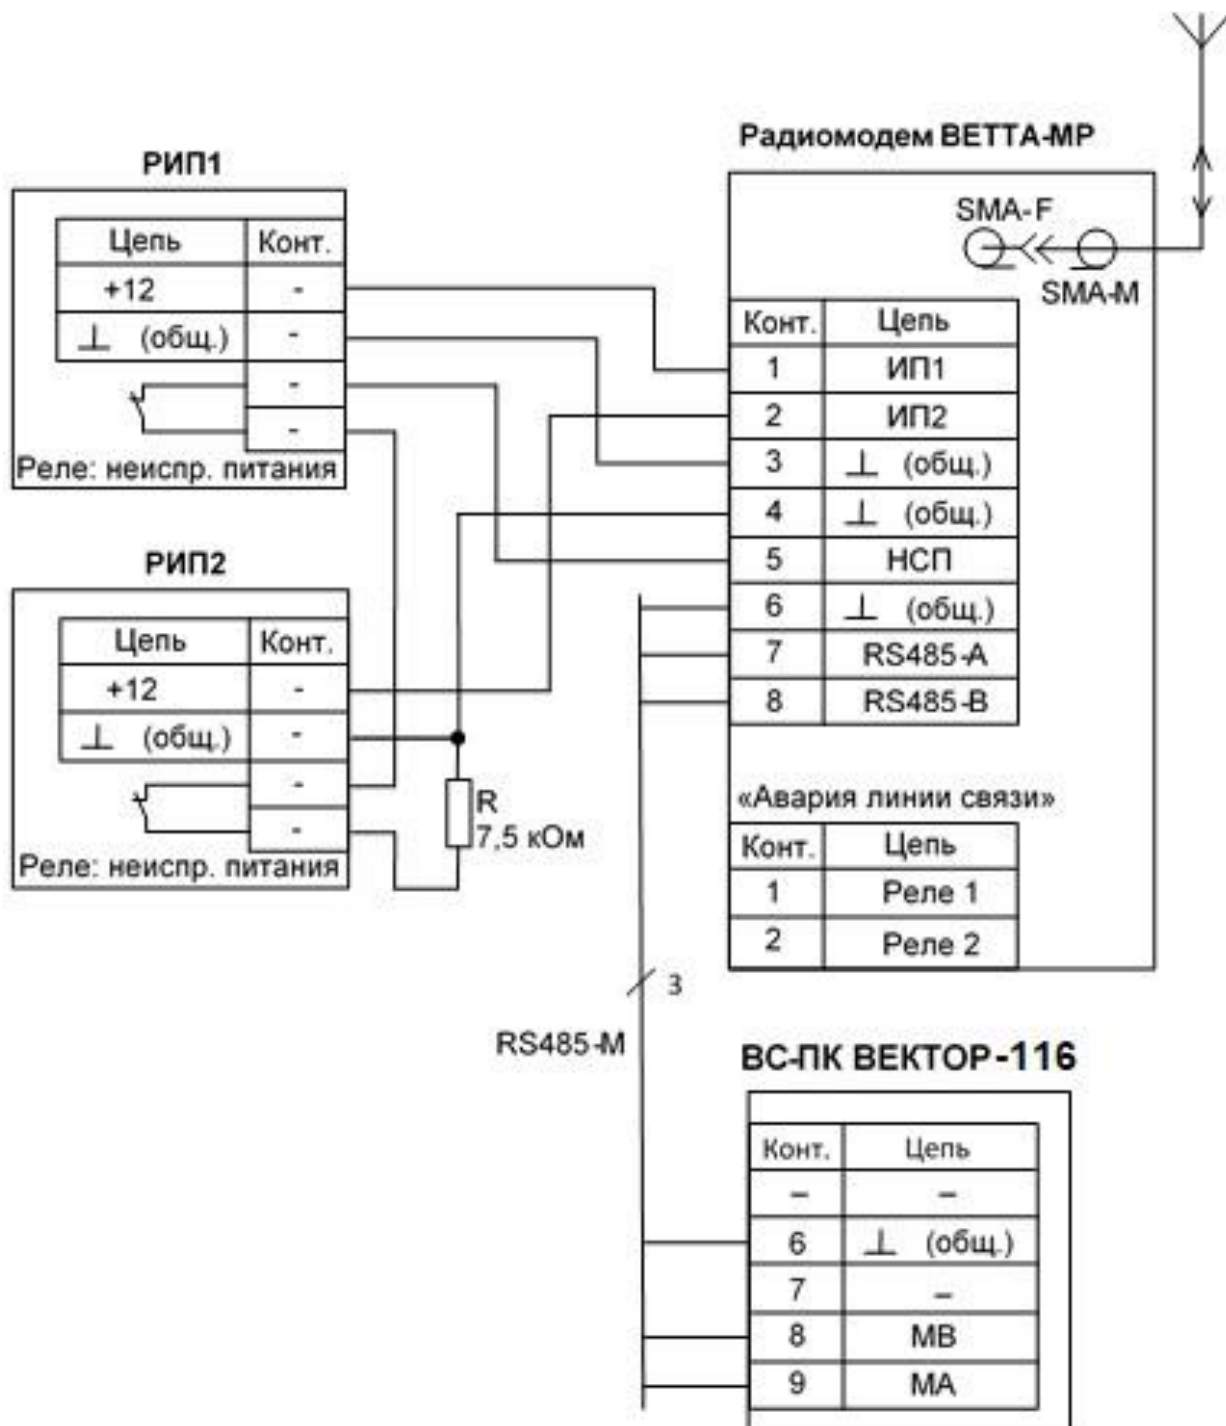 Радиомодем ВЕТТА-МР
SMA-F
SMA-M
РИП1
Цепь Конт.
+12 -
⊥ (общ.) -
-
-
Реле: неиспр. питания
Конт. Цепь
1 ИП1
2 ИП2
3 ⊥ (общ.)
4 ⊥ (общ.)
5 НСП
6 ⊥ (общ.)
7 RS485-A
8 RS485-B
РИП2
Цепь Конт.
+12 -
⊥ (общ.) -
-
-
Реле: неиспр. питания
R
7,5 кОм
«Авария линии связи»
Конт. Цепь
1 Реле 1
2 Реле 2
3
RS485-M
ВС-ПК ВЕКТОР-116
Конт. Цепь
– –
6 ⊥ (общ.)
7 –
8 МВ
9 МА